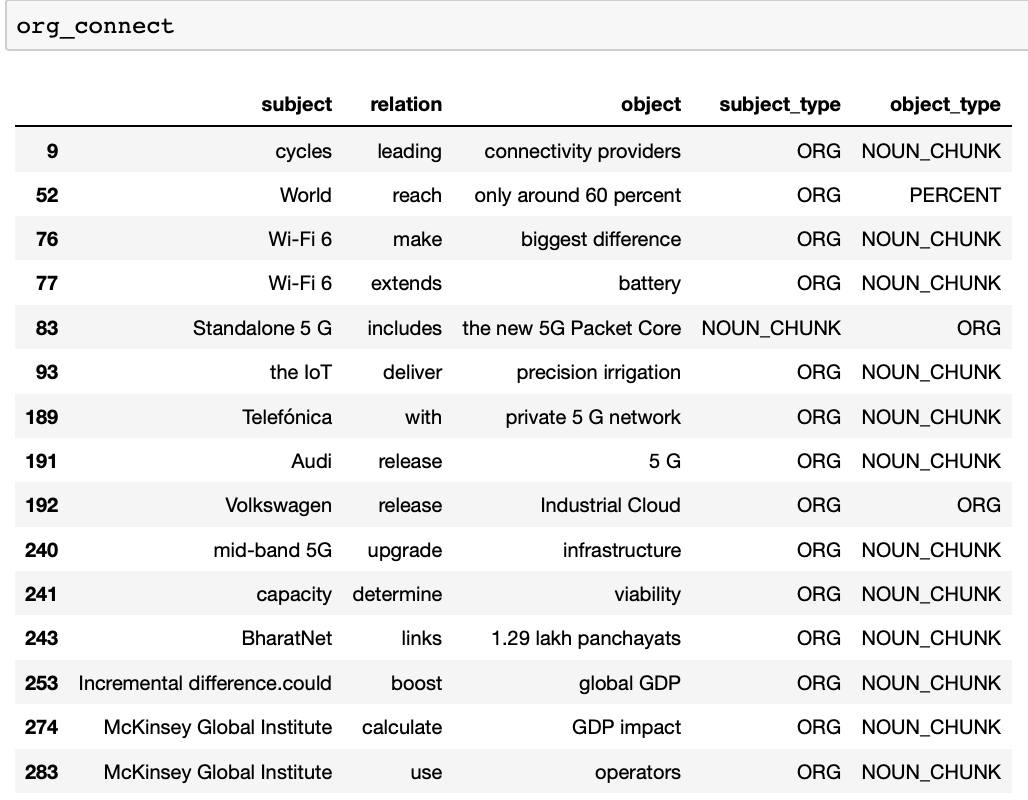 org_connect
subject relation object subject_type object_type
9 cycles leading connectivity providers ORG NOUN_CHUNK
52 World reach only around 60 percent ORG PERCENT
76 Wi-Fi 6 make biggest difference ORG NOUN_CHUNK
77 Wi-Fi 6 extends battery ORG NOUN_CHUNK
83 Standalone 5 G includes the new 5G Packet Core NOUN_CHUNK ORG
93 the IoT deliver precision irrigation ORG NOUN_CHUNK
189 Telefónica with private 5 G network ORG NOUN_CHUNK
191 Audi release 5 G ORG NOUN_CHUNK
192 Volkswagen release Industrial Cloud ORG ORG
240 mid-band 5G upgrade infrastructure ORG NOUN_CHUNK
241 capacity determine viability ORG NOUN_CHUNK
243 BharatNet links 1.29 lakh panchayats ORG NOUN_CHUNK
253 Incremental difference.could boost global GDP ORG NOUN_CHUNK
274 McKinsey Global Institute calculate GDP impact ORG NOUN_CHUNK
283 McKinsey Global Institute use operators ORG NOUN_CHUNK